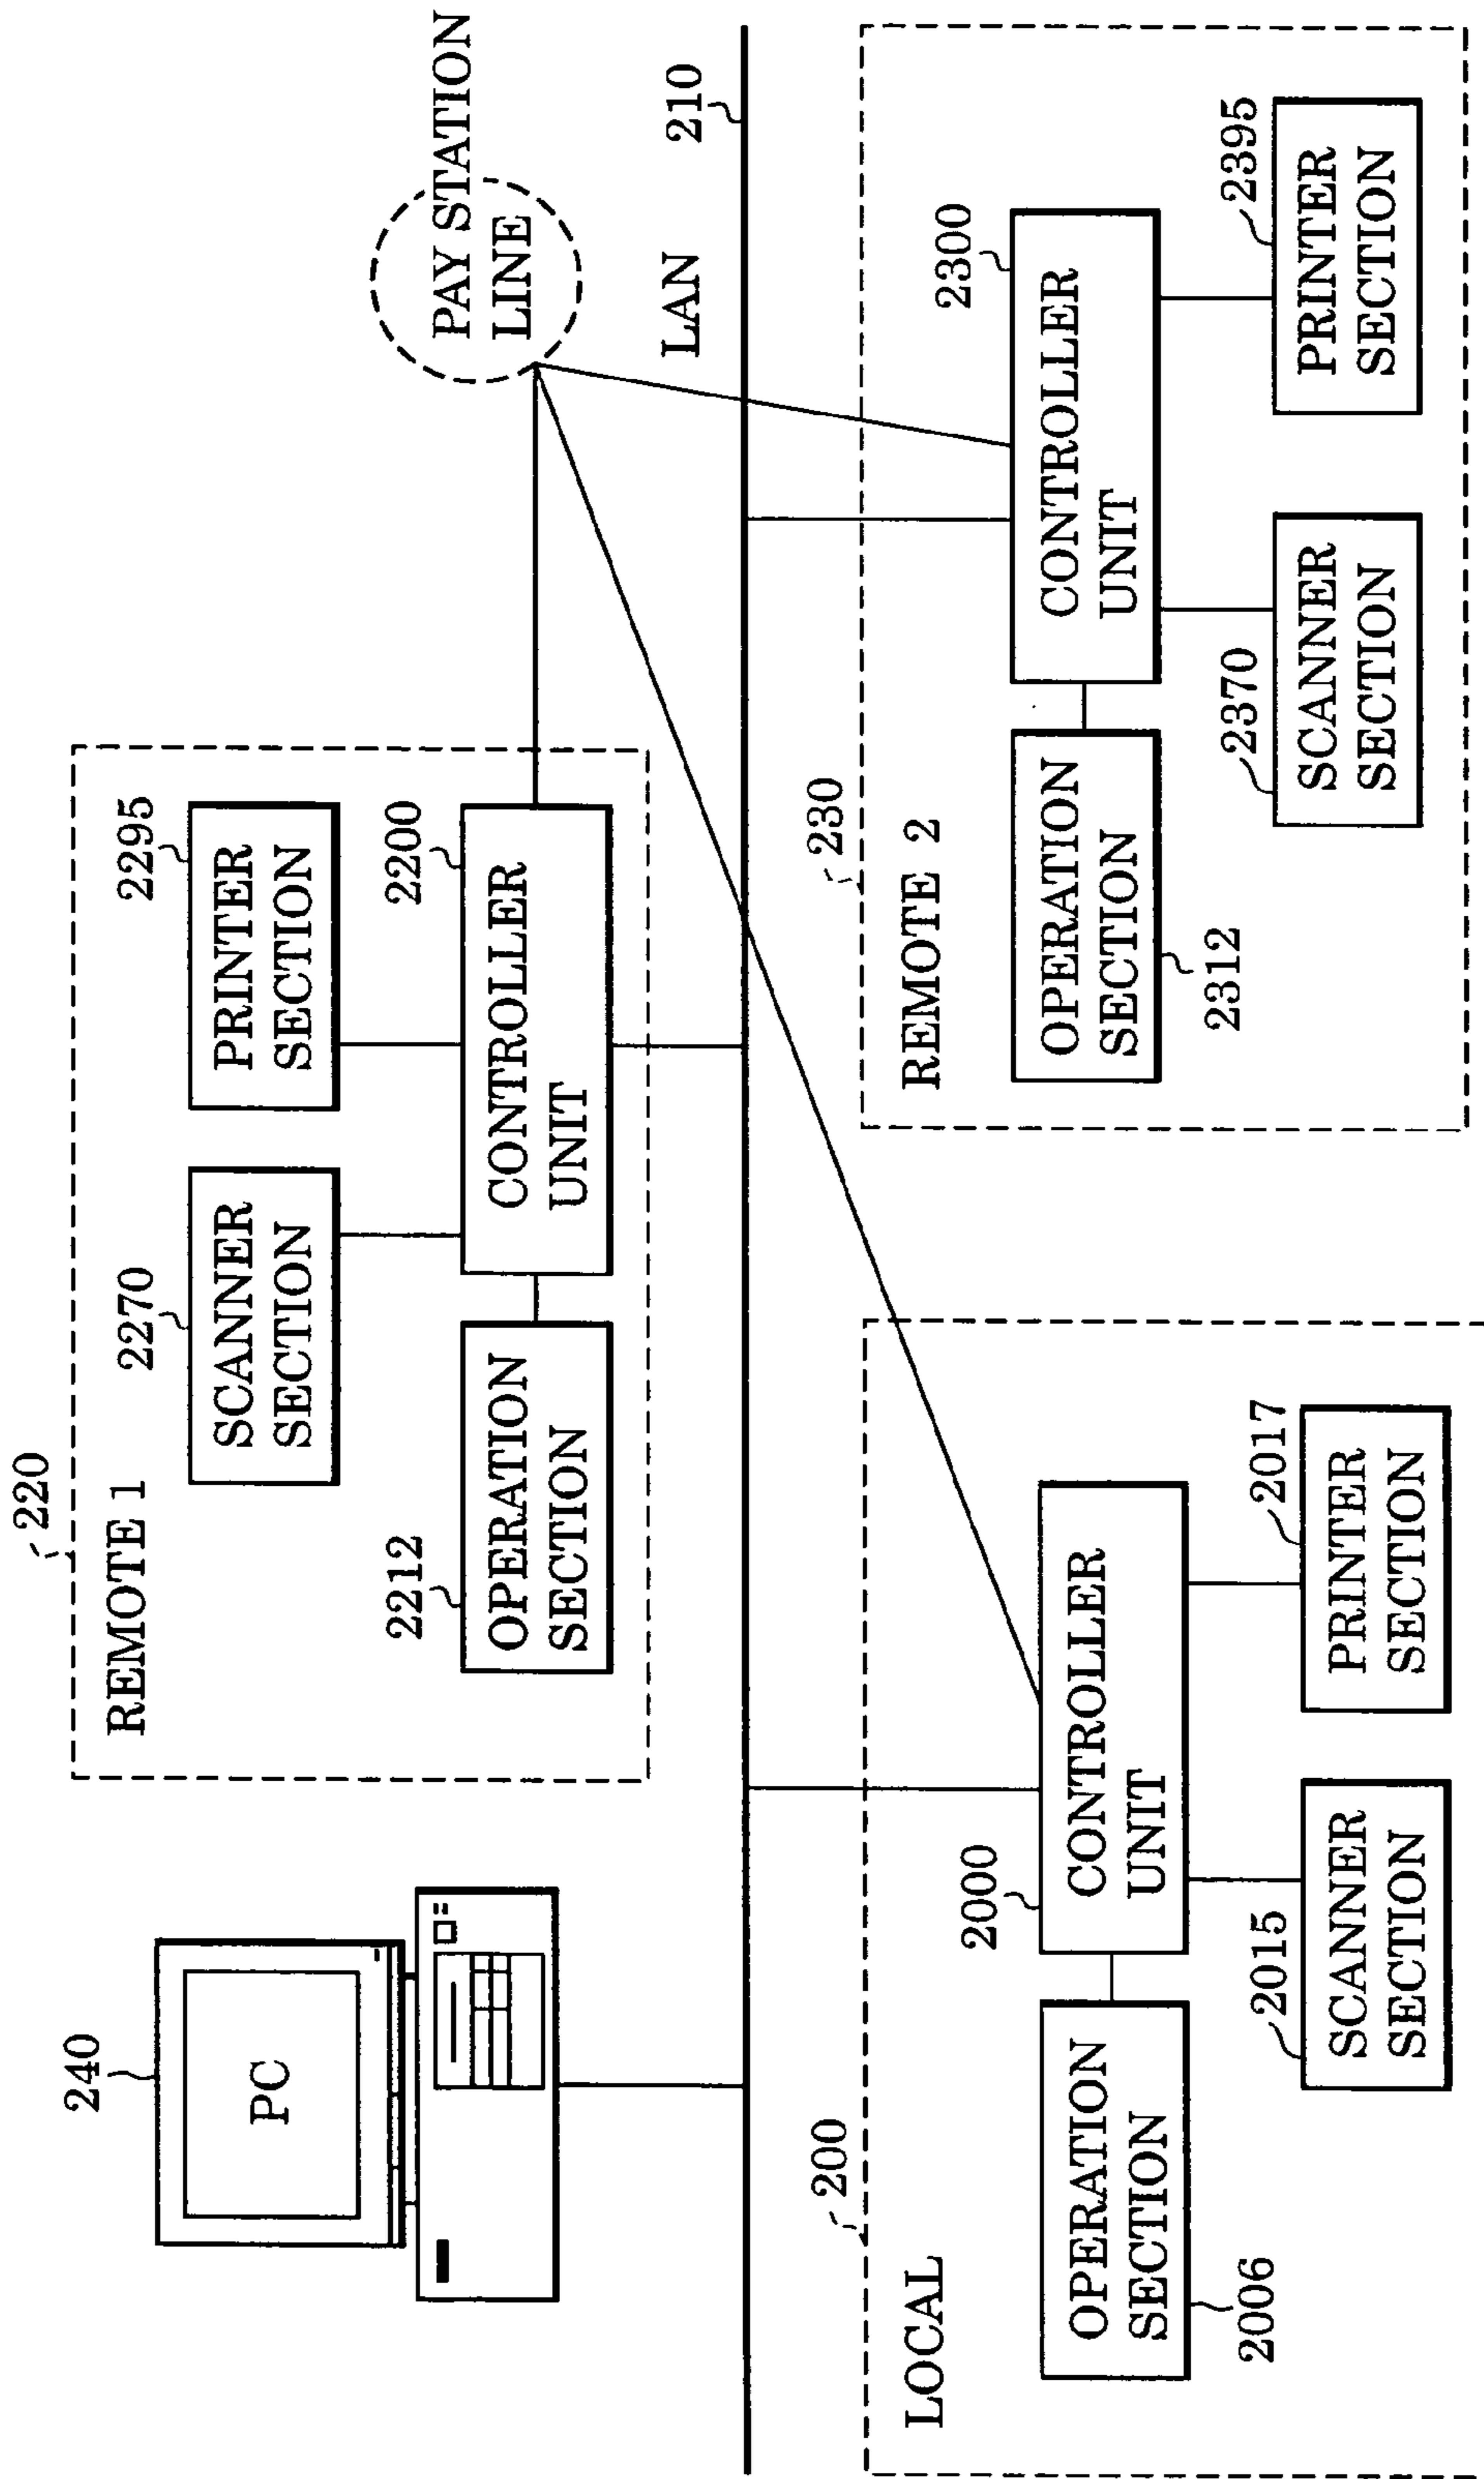 240
PC
220
REMOTE 1
2270
SCANNER
SECTION
2295
PRINTER
SECTION
2212
OPERATION
SECTION
2200
CONTROLLER
UNIT
PAY STATION
LINE
LAN
210
200
LOCAL
2000
CONTROLLER
UNIT
OPERATION
SECTION
2006
2015
SCANNER
SECTION
2017
PRINTER
SECTION
230
REMOTE 2
2300
CONTROLLER
UNIT
OPERATION
SECTION
2312
2370
SCANNER
SECTION
2395
PRINTER
SECTION